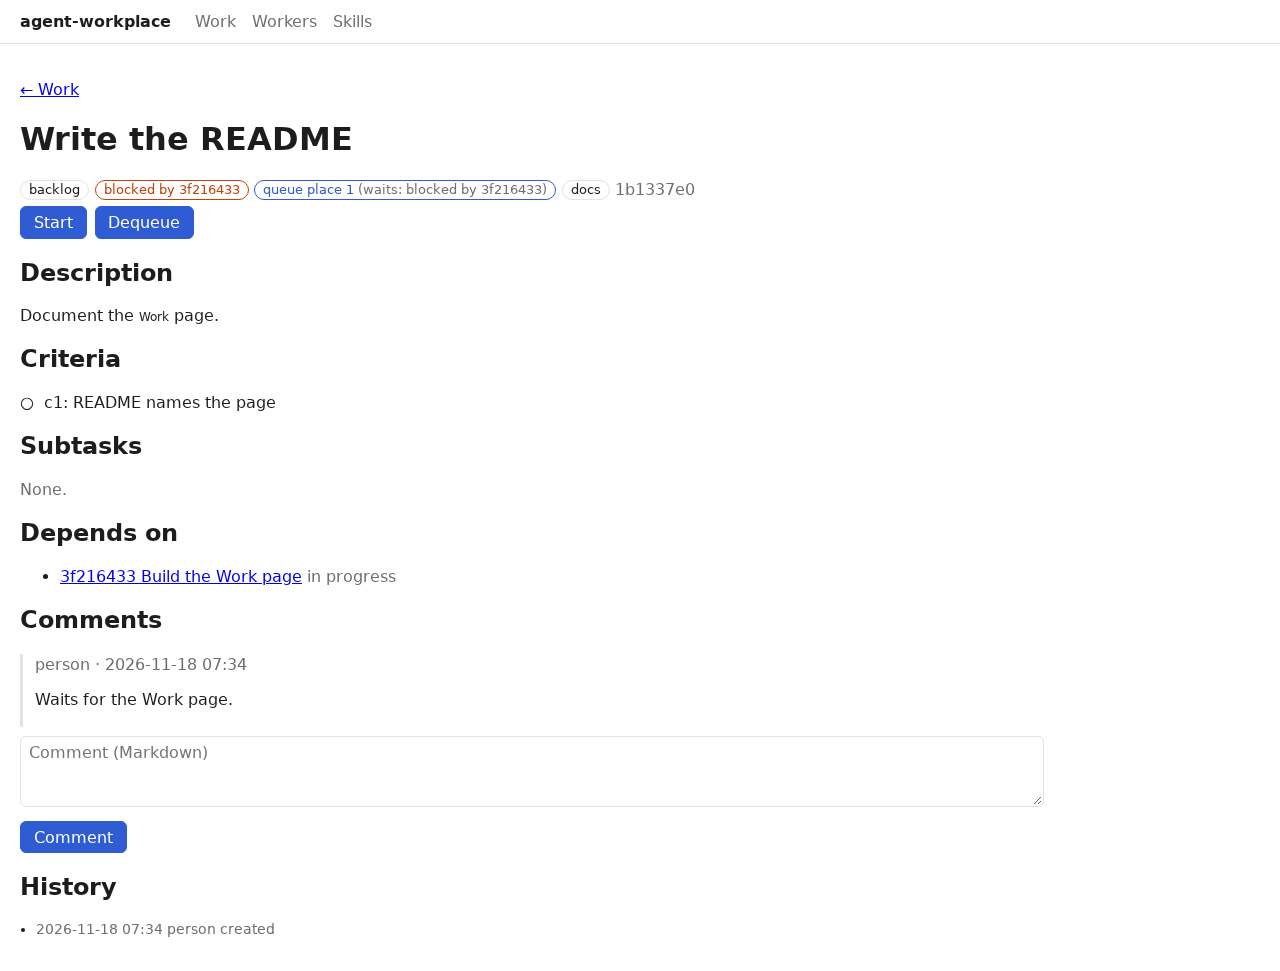 agent-workplace Work Workers Skills
← Work
Write the README
backlog blocked by 3f216433 queue place 1 (waits: blocked by 3f216433) docs 1b1337e0
Start Dequeue
Description
Document the Work page.
Criteria
c1: README names the page
Subtasks
None.
Depends on
3f216433 Build the Work page in progress
Comments
person · 2026-11-18 07:34
Waits for the Work page.
Comment (Markdown)
Comment
History
2026-11-18 07:34 person created